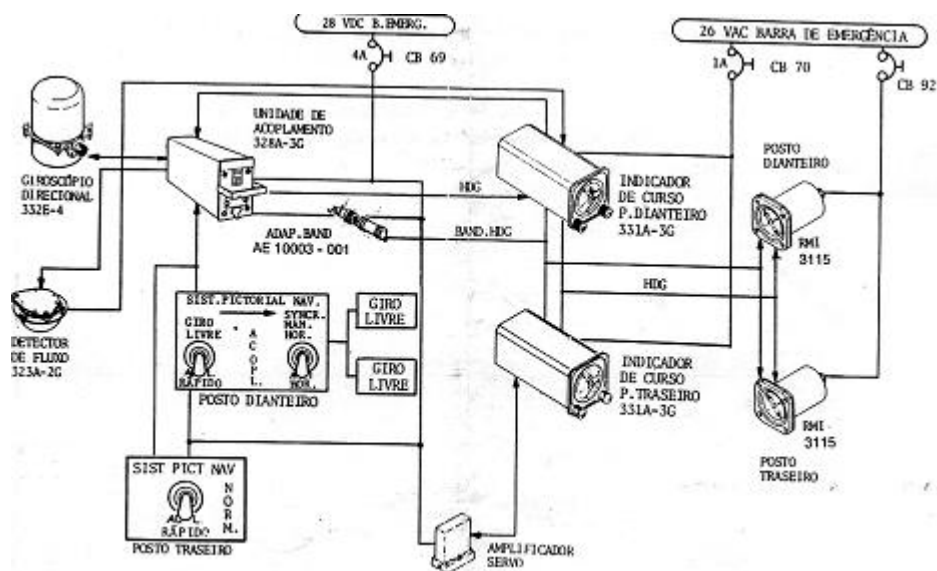 28 VDC B.EMERG.
26 VAC BARRA DE EMERGÊNCIA
4A
CB 69
1A
CB 70
CB 92
UNIDADE DE
ACOPLAMENTO
328A-3G
GIROSCÓPIO
DIRECIONAL
332E-4
POSTO
DIANTEIRO
HDG
INDICADOR
DE CURSO
P.DIANTEIRO
331A-3G
ADAP.BAND
AE 10003-001
BAND.HDG
RMI
3115
HDG
DETECTOR
DE FLUXO
323A-2G
SIST.PICTORIAL NAV.
GIRO
LIVRE
RÁPIDO
ACOPL.
SYNCR.
MAN.
HOR.
HOR.
POSTO DIANTEIRO
GIRO
LIVRE
GIRO
LIVRE
INDICADOR
DE CURSO
P.TRASEIRO
331A-3G
RMI
3115
POSTO
TRASEIRO
SIST PICT NAV
NORM.
RÁPIDO
POSTO TRASEIRO
AMPLIFICADOR
SERVO